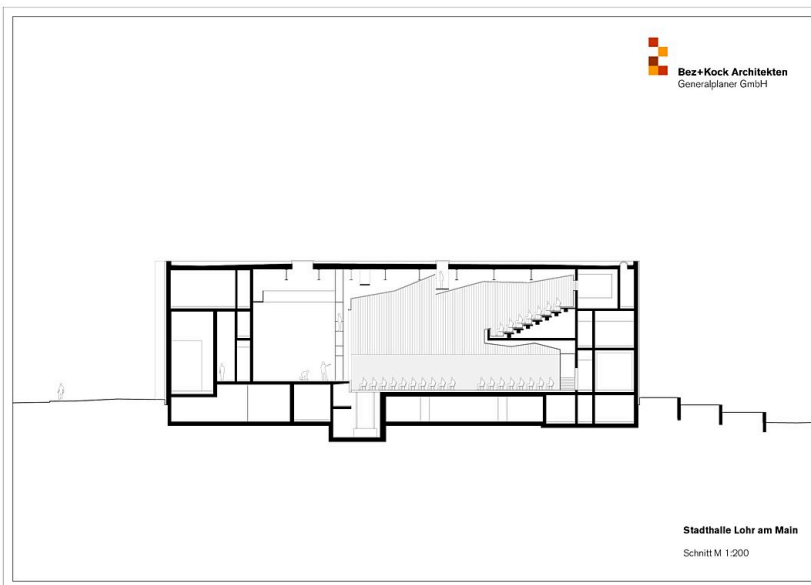 Bez+Kock Architekten
Generalplaner GmbH
Stadthalle Lohr am Main
Schnitt M 1:200